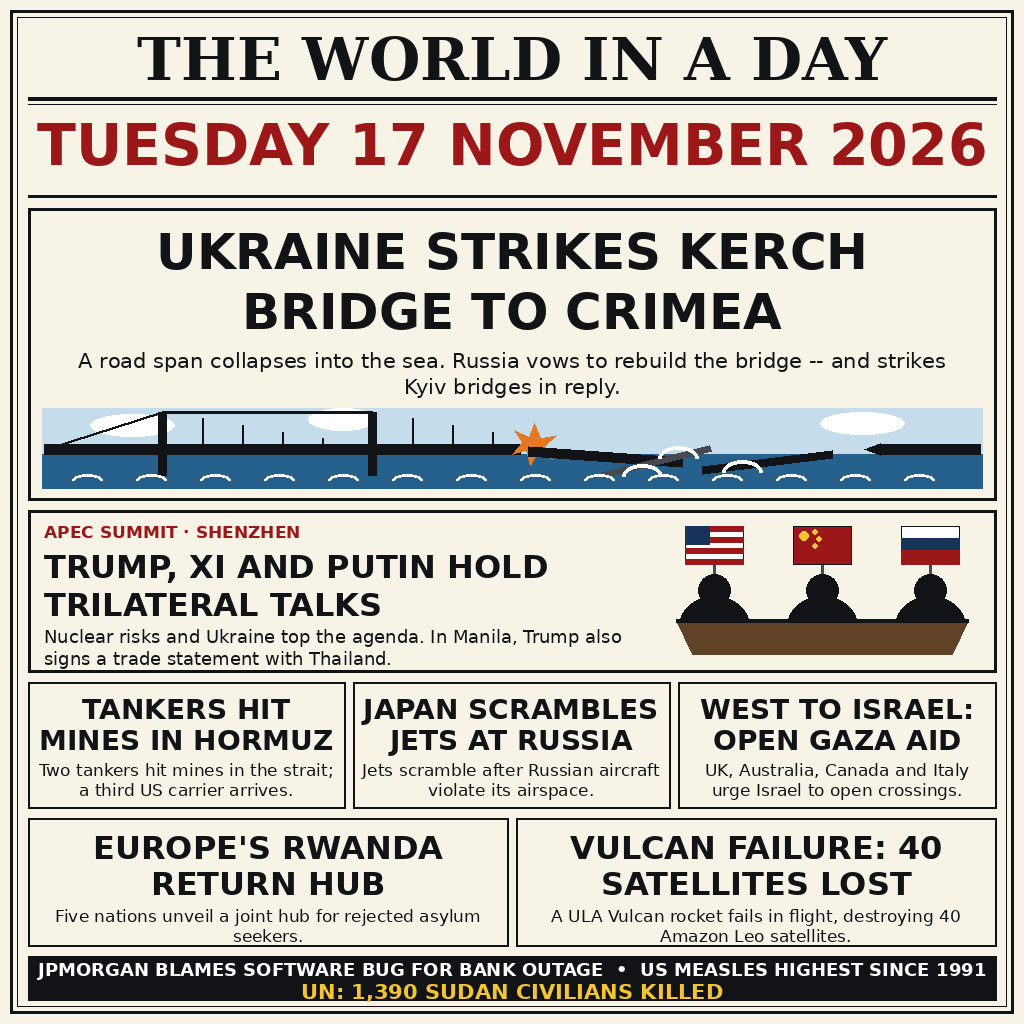 THE WORLD IN A DAY
TUESDAY 17 NOVEMBER 2026
UKRAINE STRIKES KERCH
BRIDGE TO CRIMEA
A road span collapses into the sea. Russia vows to rebuild the bridge -- and strikes
Kyiv bridges in reply.
APEC SUMMIT · SHENZHEN
TRUMP, XI AND PUTIN HOLD
TRILATERAL TALKS
Nuclear risks and Ukraine top the agenda. In Manila, Trump also
signs a trade statement with Thailand.
TANKERS HIT
MINES IN HORMUZ
Two tankers hit mines in the strait;
a third US carrier arrives.
JAPAN SCRAMBLES
JETS AT RUSSIA
Jets scramble after Russian aircraft
violate its airspace.
WEST TO ISRAEL:
OPEN GAZA AID
UK, Australia, Canada and Italy
urge Israel to open crossings.
EUROPE'S RWANDA
RETURN HUB
Five nations unveil a joint hub for rejected asylum
seekers.
VULCAN FAILURE: 40
SATELLITES LOST
A ULA Vulcan rocket fails in flight, destroying 40
Amazon Leo satellites.
JPMORGAN BLAMES SOFTWARE BUG FOR BANK OUTAGE • US MEASLES HIGHEST SINCE 1991
UN: 1,390 SUDAN CIVILIANS KILLED